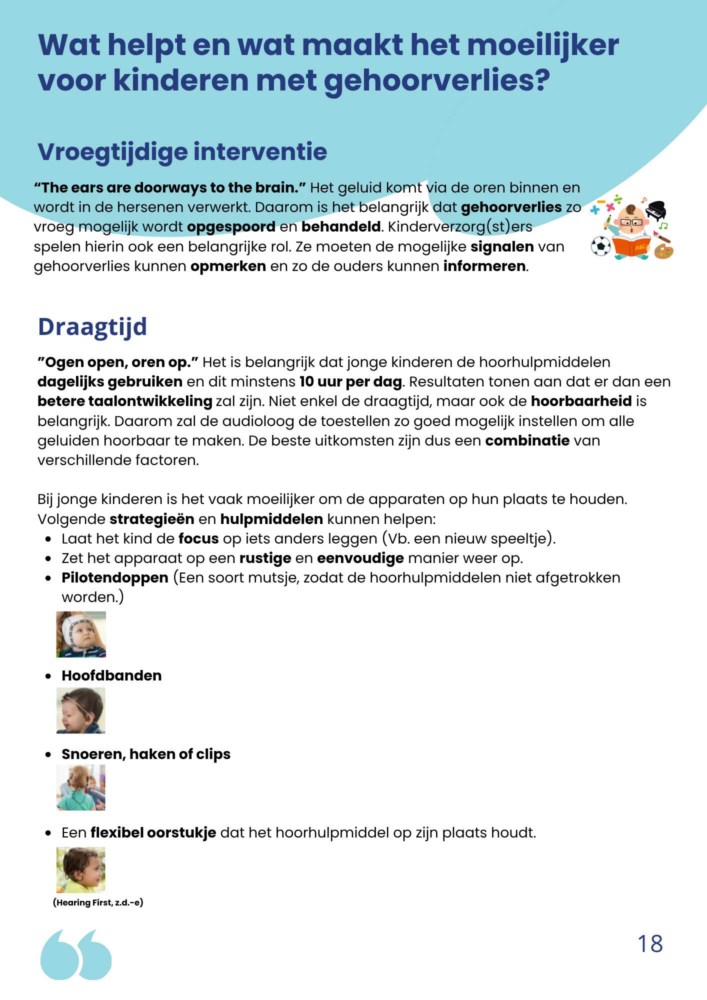 Wat helpt en wat maakt het moeilijker
voor kinderen met gehoorverlies?
Vroegtijdige interventie
“The ears are doorways to the brain.” Het geluid komt via de oren binnen en
wordt in de hersenen verwerkt. Daarom is het belangrijk dat gehoorverlies zo
vroeg mogelijk wordt opgespoord en behandeld. Kinderverzorg(st)ers
spelen hierin ook een belangrijke rol. Ze moeten de mogelijke signalen van
gehoorverlies kunnen opmerken en zo de ouders kunnen informeren.
ABC
Draagtijd
”Ogen open, oren op.” Het is belangrijk dat jonge kinderen de hoorhulpmiddelen
dagelijks gebruiken en dit minstens 10 uur per dag. Resultaten tonen aan dat er dan een
betere taalontwikkeling zal zijn. Niet enkel de draagtijd, maar ook de hoorbaarheid is
belangrijk. Daarom zal de audioloog de toestellen zo goed mogelijk instellen om alle
geluiden hoorbaar te maken. De beste uitkomsten zijn dus een combinatie van
verschillende factoren.
Bij jonge kinderen is het vaak moeilijker om de apparaten op hun plaats te houden.
Volgende strategieën en hulpmiddelen kunnen helpen:
• Laat het kind de focus op iets anders leggen (Vb. een nieuw speeltje).
• Zet het apparaat op een rustige en eenvoudige manier weer op.
• Pilotendoppen (Een soort mutsje, zodat de hoorhulpmiddelen niet afgetrokken
worden.)
• Hoofdbanden
• Snoeren, haken of clips
• Een flexibel oorstukje dat het hoorhulpmiddel op zijn plaats houdt.
(Hearing First, z.d.-e)
18